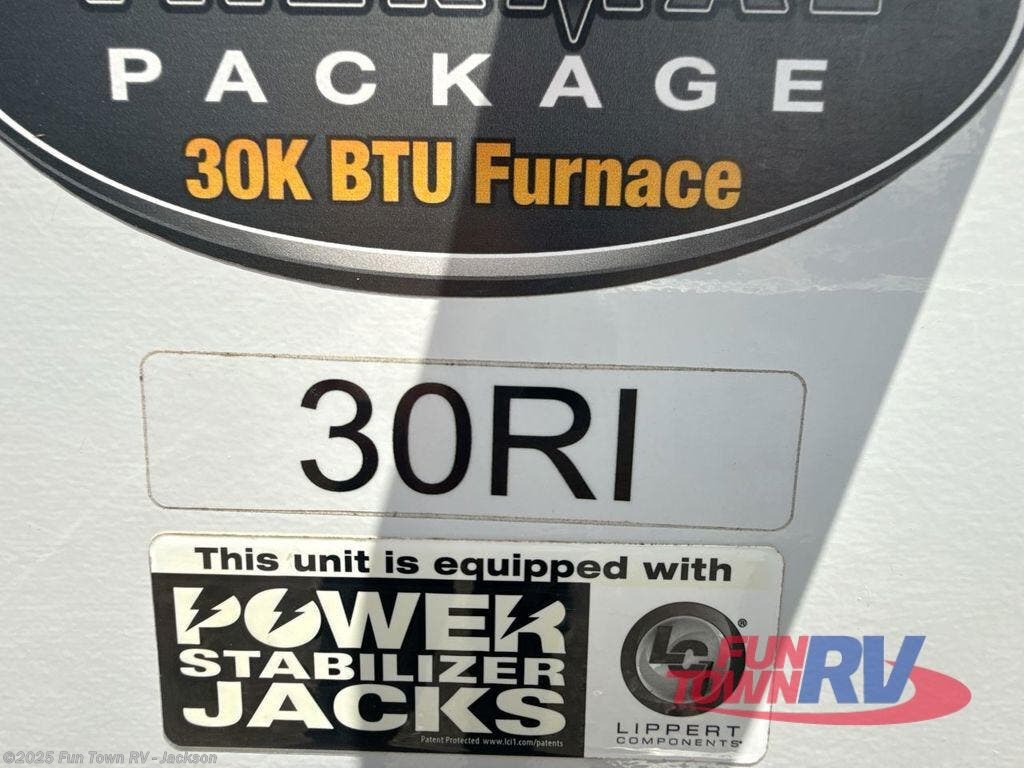 PACKAGE
30K BTU Furnace
30RI
This unit is equipped with
POWER
STABILIZER
JACKS
Patent Protected www.lci1.com/patents
LC
®
LIPPERT
COMPONENTS
FUN
TOWN RV
©2025 Fun Town RV - Jackson